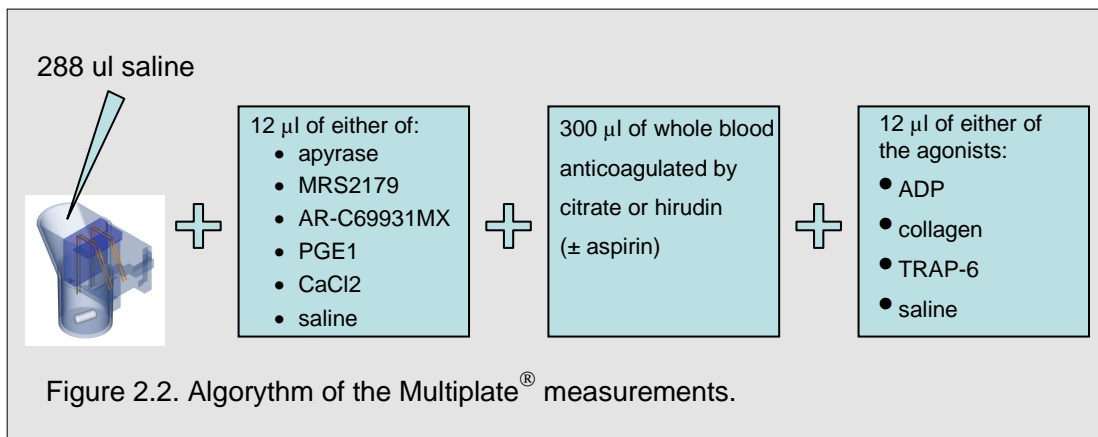 288 ul saline
12 µl of either of:
• apyrase
• MRS2179
• AR-C69931MX
• PGE1
• CaCl2
• saline
300 µl of whole blood
anticoagulated by
citrate or hirudin
(± aspirin)
12 µl of either of
the agonists:
• ADP
• collagen
• TRAP-6
• saline
Figure 2.2. Algorythm of the Multiplate® measurements.